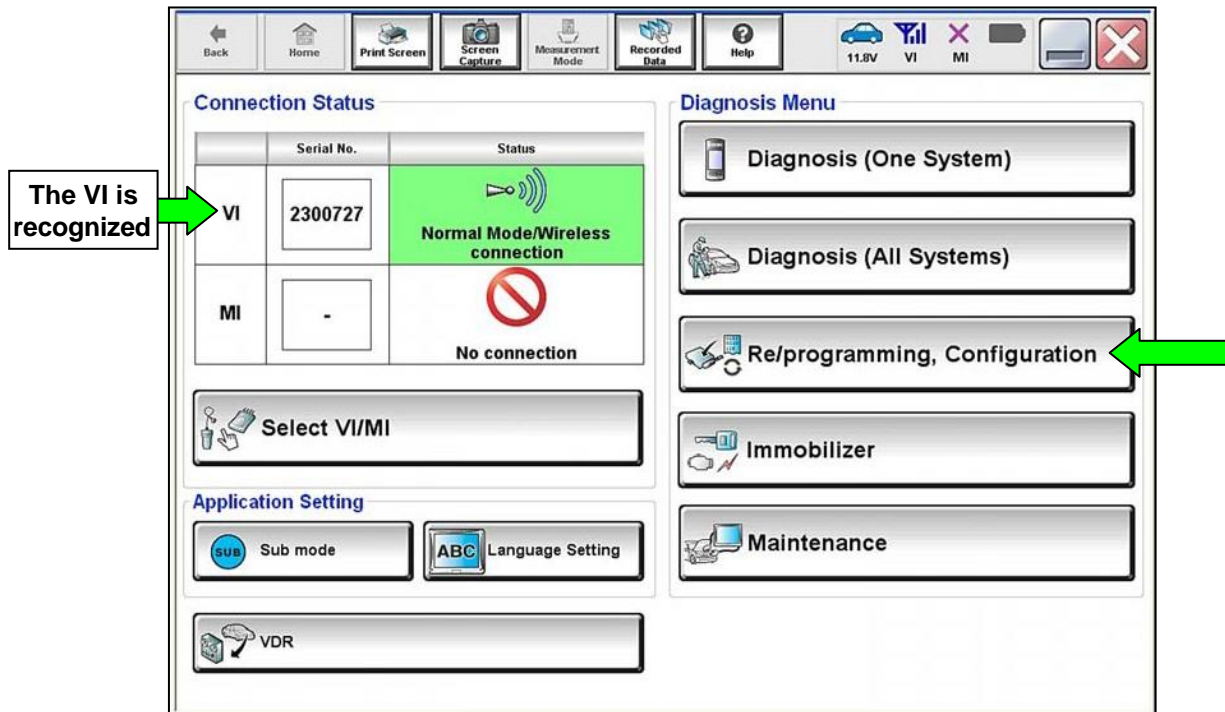 Back
Home
Print Screen
Screen
Capture
Measurement
Mode
Recorded
Data
Help
11.8V
VI
MI
Connection Status
Serial No.
Status
The VI is
recognized
VI
2300727
Normal Mode/Wireless
connection
MI
-
No connection
Select VI/MI
Application Setting
SUB
Sub mode
ABC
Language Setting
VDR
Diagnosis Menu
Diagnosis (One System)
Diagnosis (All Systems)
Re/programming, Configuration
Immobilizer
Maintenance